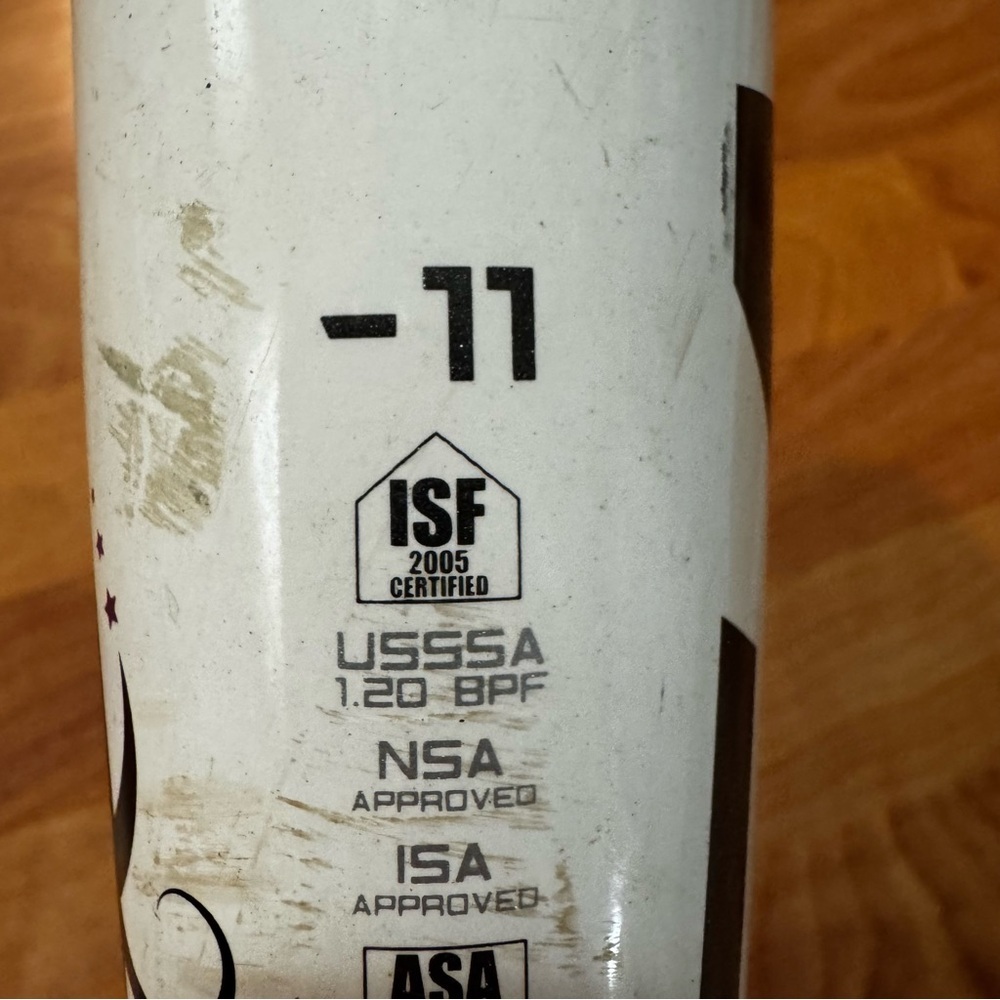 -11
ISF
2005
CERTIFIED
USSSA
1.20 BPF
NSA
APPROVED
ISA
APPROVED
ASA